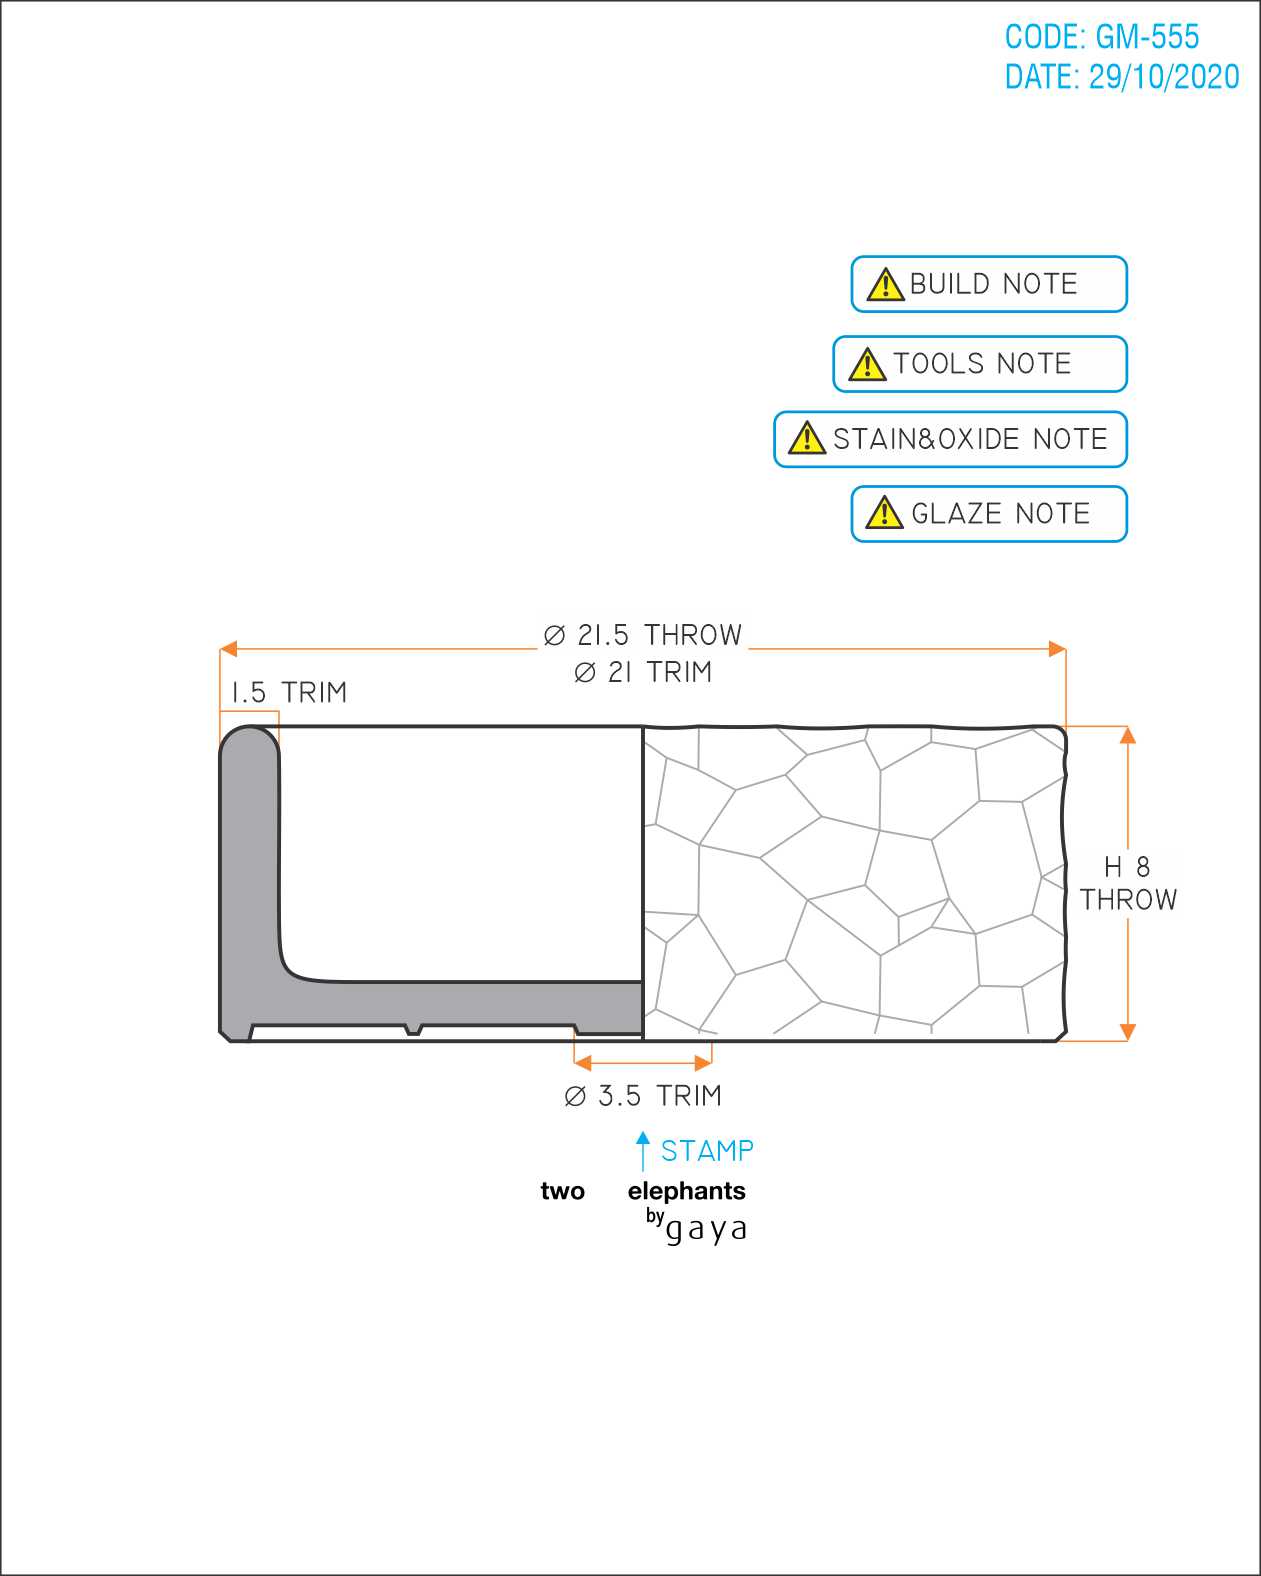 CODE: GM-555
DATE: 29/10/2020
BUILD NOTE
TOOLS NOTE
STAIN&OXIDE NOTE
GLAZE NOTE
Ø 21.5 THROW
Ø 21 TRIM
1.5 TRIM
H 8
THROW
Ø 3.5 TRIM
STAMP
two elephants
by gaya